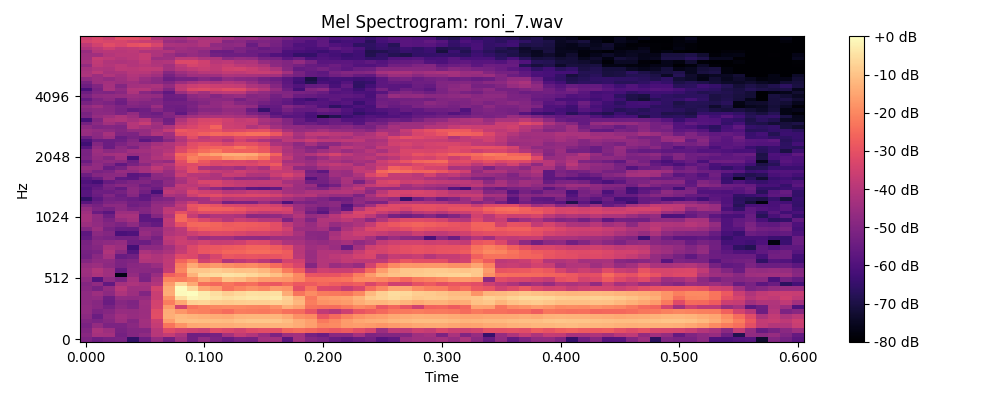 Mel Spectrogram: roni_7.wav
Hz
4096
2048
1024
512
0
0.000 0.100 0.200 0.300 0.400 0.500 0.600
Time
+0 dB
-10 dB
-20 dB
-30 dB
-40 dB
-50 dB
-60 dB
-70 dB
-80 dB